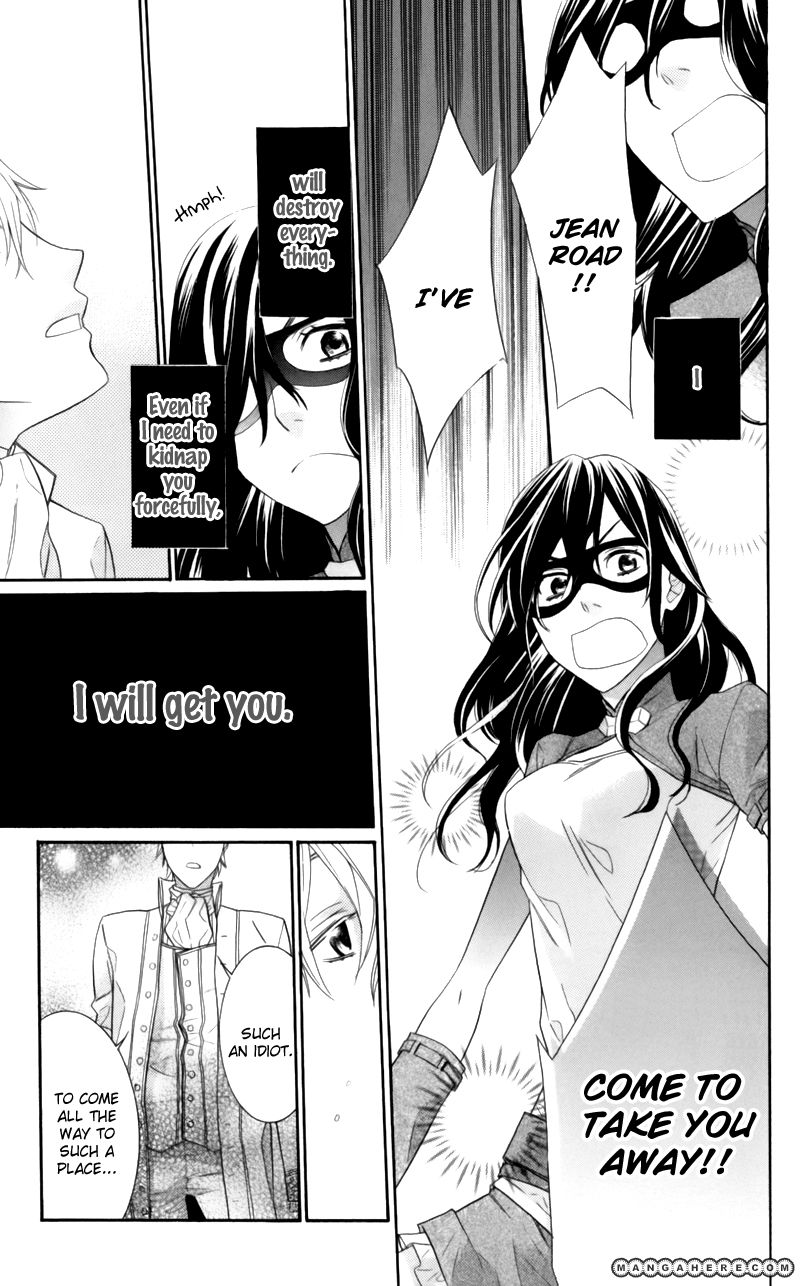 JEAN
ROAD
!!
I
I'VE
COME TO
TAKE YOU
AWAY!!
will
destroy
every-
thing.
Hmph!
Even if
I need to
kidnap
you
forcefully,
I will get you.
SUCH
AN IDIOT.
TO COME
ALL THE
WAY TO
SUCH A
PLACE...
MANGAHERE.COM